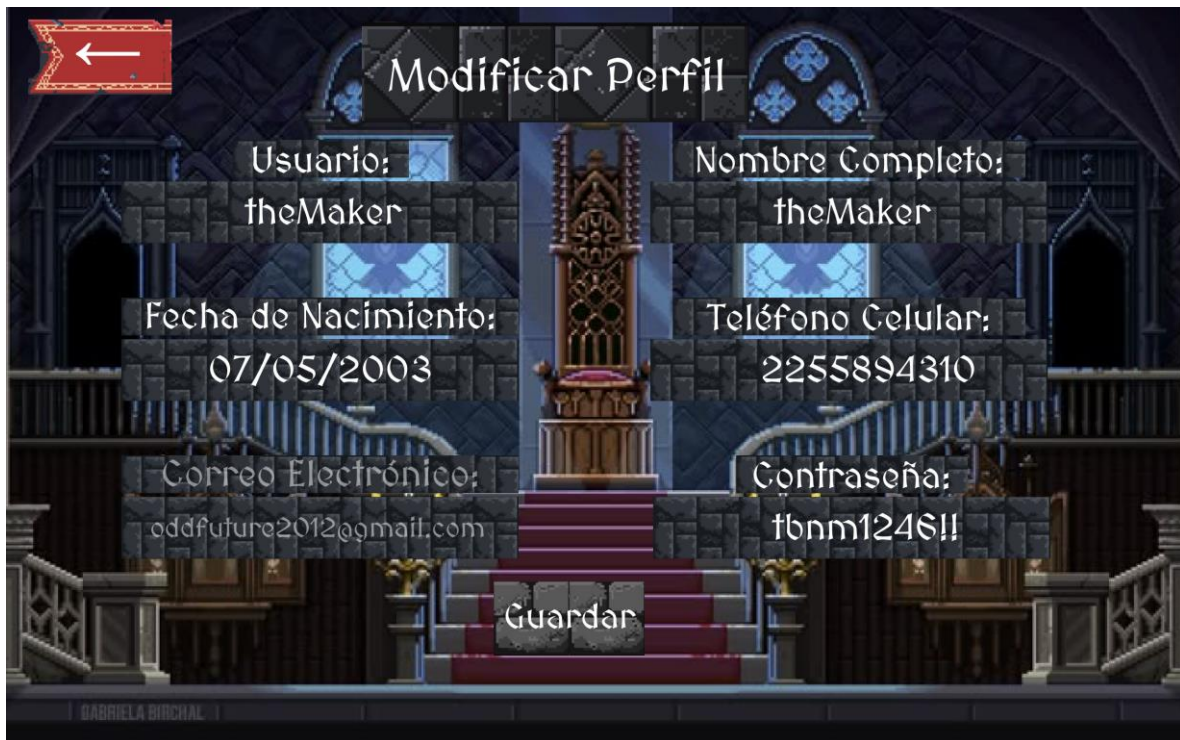 ←
Modificar Perfil
Usuario:
theMaker
Nombre Completo:
theMaker
Fecha de Nacimiento:
07/05/2003
Teléfono Celular:
2255894310
Correo Electrónico:
oddfuture2012@gmail.com
Contraseña:
tbnm1246!!
Guardar
GABRIELA BIRCHAL